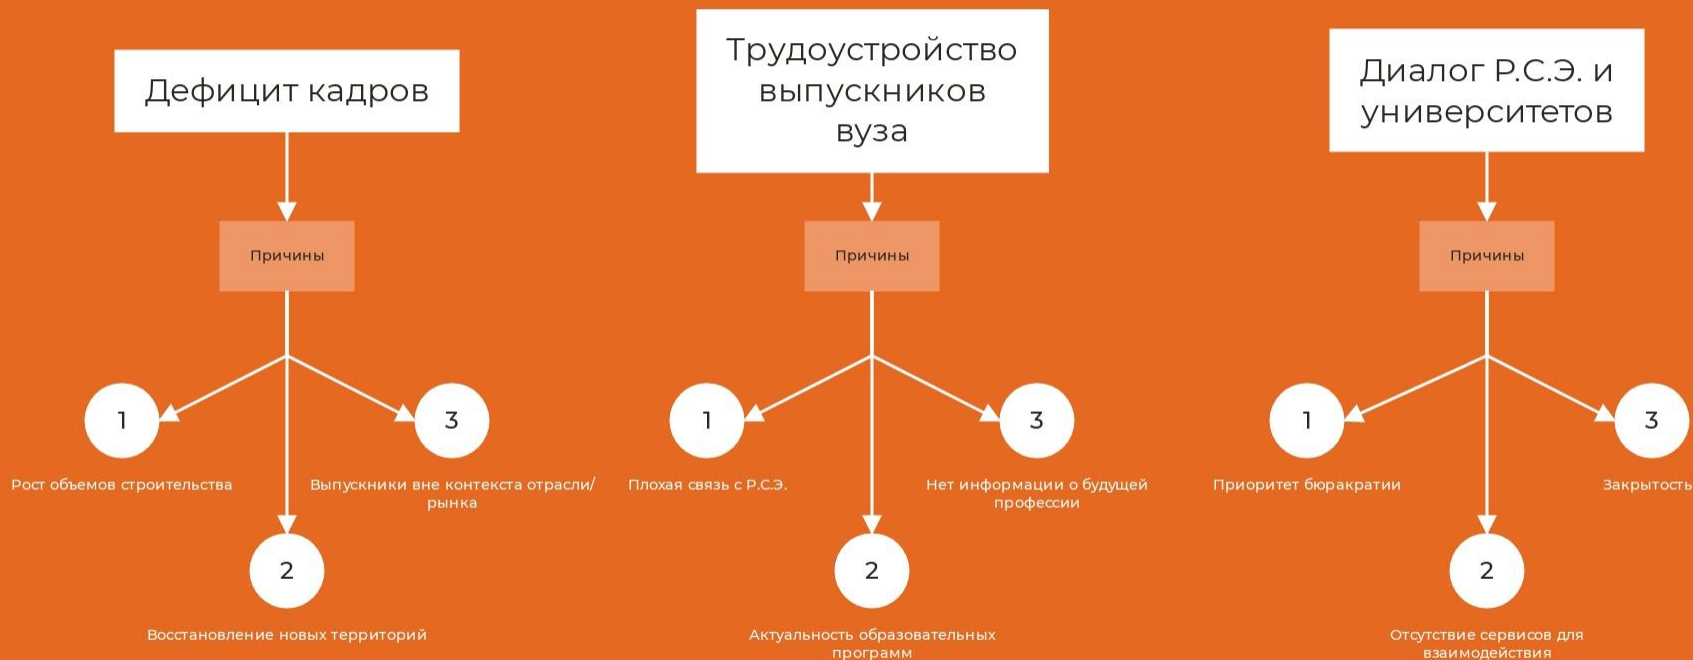 Дефицит кадров
Причины
1
Рост объемов строительства
3
Выпускники вне контекста отрасли/
рынка
2
Восстановление новых территорий
Трудоустройство
выпускников
вуза
Причины
1
Плохая связь с Р.С.Э.
3
Нет информации о будущей
профессии
2
Актуальность образовательных
программ
Диалог Р.С.Э. и
университетов
Причины
1
Приоритет бюракратии
3
Закрытость
2
Отсутствие сервисов для
взаимодействия